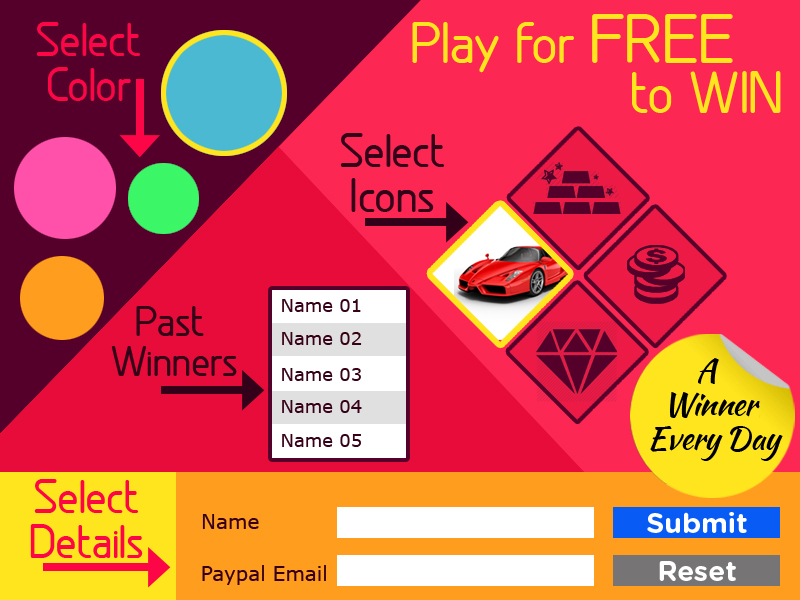 Select
Color
Play for FREE
to WIN
Select
Icons
$
Past
Winners
Name 01
Name 02
Name 03
Name 04
Name 05
A
Winner
Every Day
Select
Details
Name
Submit
Paypal Email
Reset